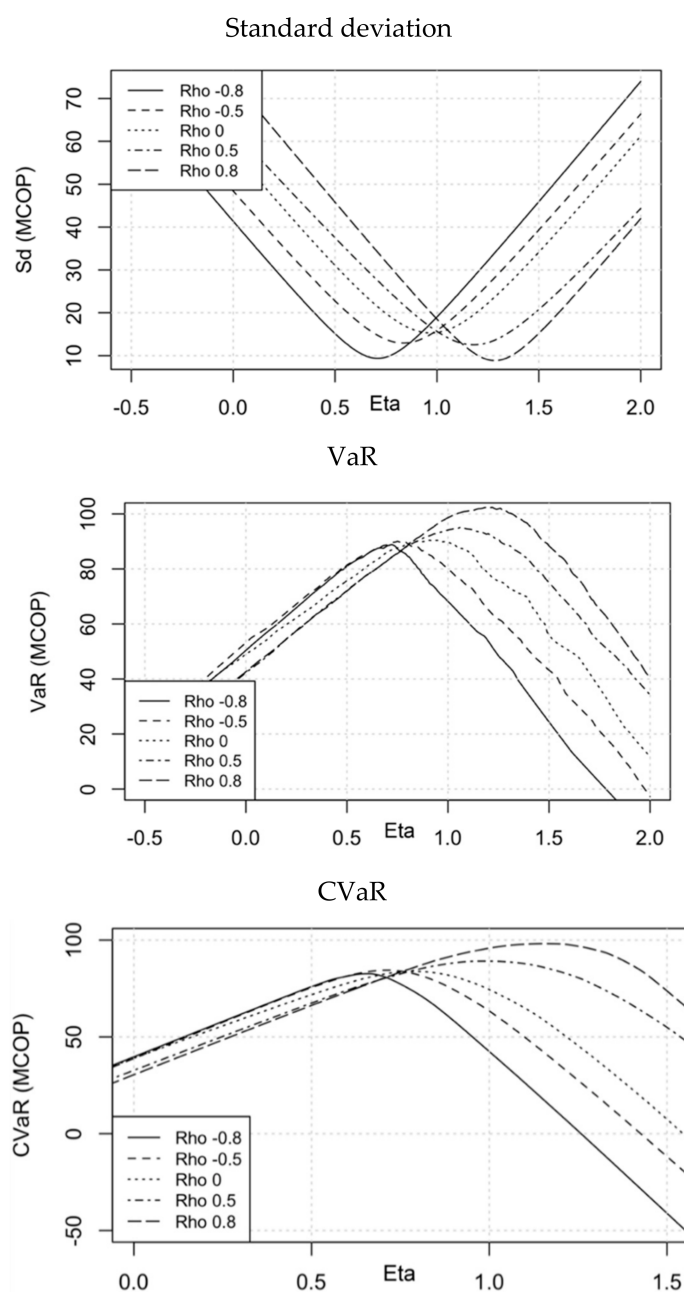 Standard deviation
Sd (MCOP)
70
60
50
40
30
20
10
Rho -0.8
Rho -0.5
Rho 0
Rho 0.5
Rho 0.8
-0.5 0.0 0.5 1.0 1.5 2.0
Eta
VaR
VaR (MCOP)
100
80
60
40
20
0
Rho -0.8
Rho -0.5
Rho 0
Rho 0.5
Rho 0.8
-0.5 0.0 0.5 1.0 1.5 2.0
Eta
CVaR
CVaR (MCOP)
100
50
0
-50
Rho -0.8
Rho -0.5
Rho 0
Rho 0.5
Rho 0.8
0.0 0.5 1.0 1.5
Eta